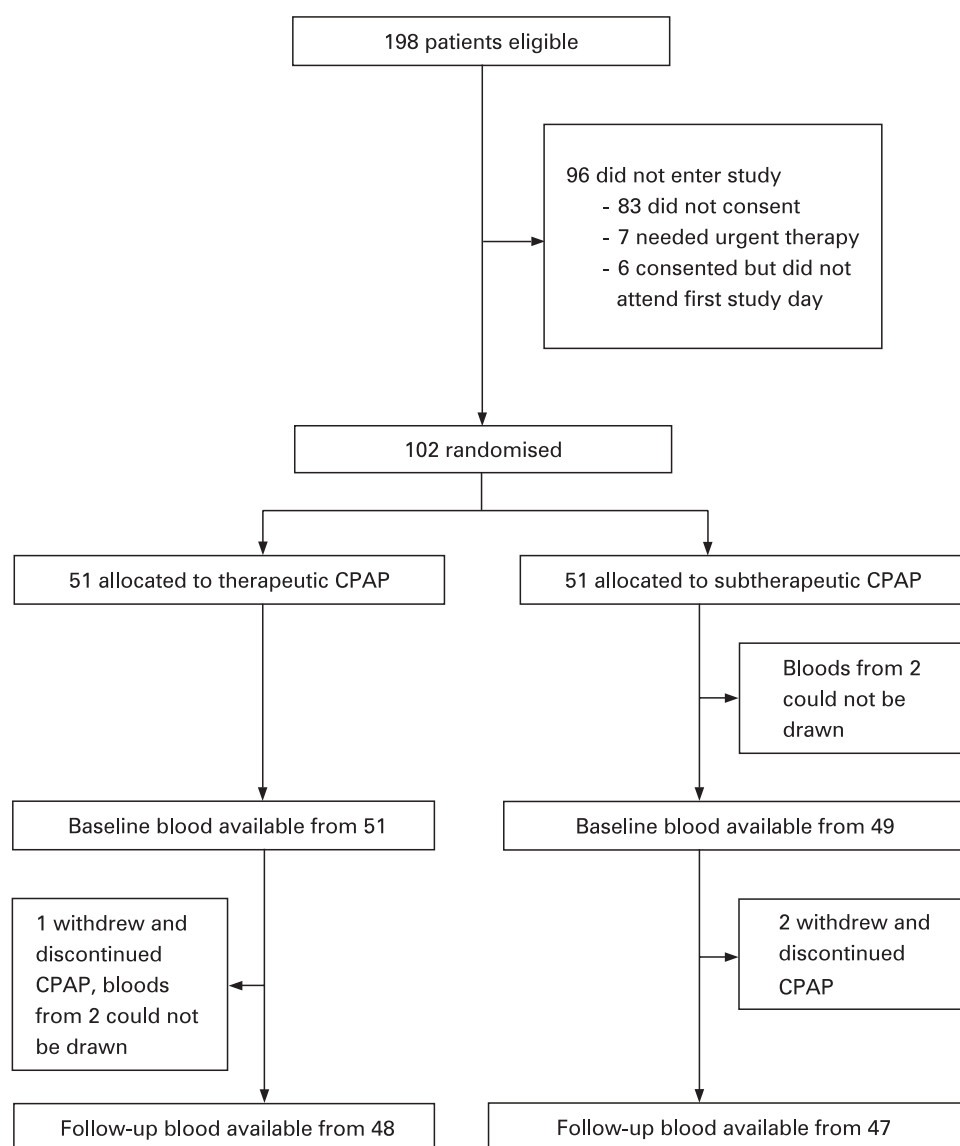 198 patients eligible
96 did not enter study
- 83 did not consent
- 7 needed urgent therapy
- 6 consented but did not
attend first study day
102 randomised
51 allocated to therapeutic CPAP
51 allocated to subtherapeutic CPAP
Bloods from 2
could not be
drawn
Baseline blood available from 51
Baseline blood available from 49
1 withdrew and
discontinued
CPAP, bloods
from 2 could not
be drawn
2 withdrew and
discontinued
CPAP
Follow-up blood available from 48
Follow-up blood available from 47